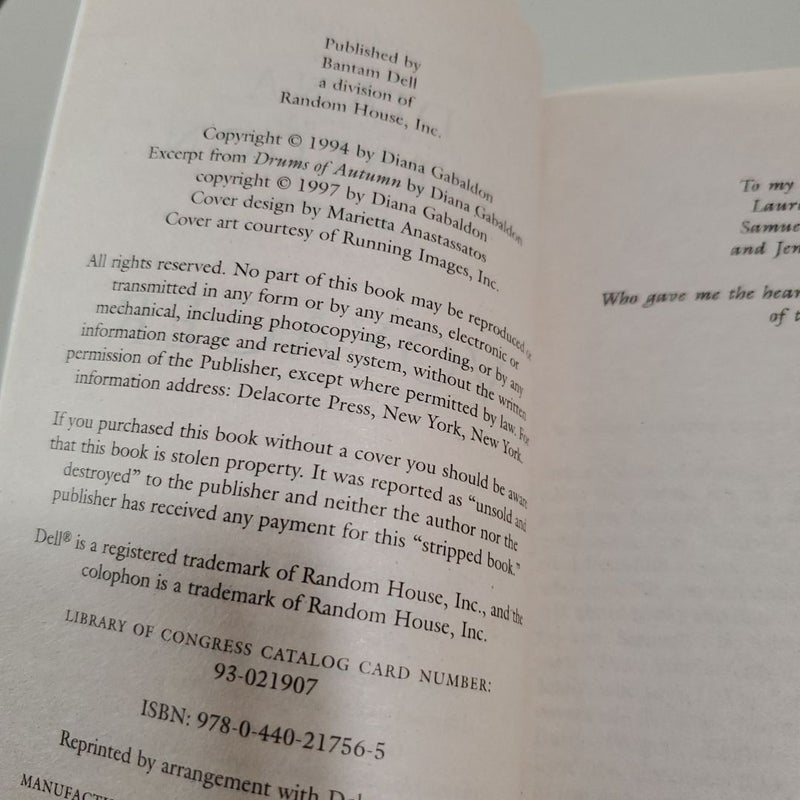 Published by
Bantam Dell
a division of
Random House, Inc.
Copyright © 1994 by Diana Gabaldon
Excerpt from Drums of Autumn by Diana Gabaldon
copyright © 1997 by Diana Gabaldon
Cover design by Marietta Anastassatos
Cover art courtesy of Running Images, Inc.
All rights reserved. No part of this book may be reproduced or
transmitted in any form or by any means, electronic or
mechanical, including photocopying, recording, or by any
information storage and retrieval system, without the written
permission of the Publisher, except where permitted by law. For
information address: Delacorte Press, New York, New York.
If you purchased this book without a cover you should be aware
that this book is stolen property. It was reported as “unsold and
destroyed” to the publisher and neither the author nor the
publisher has received any payment for this “stripped book.”
Dell® is a registered trademark of Random House, Inc., and the
colophon is a trademark of Random House, Inc.
LIBRARY OF CONGRESS CATALOG CARD NUMBER:
93-021907
ISBN: 978-0-440-21756-5
Reprinted by arrangement with
To my
and
Who gave me the
of